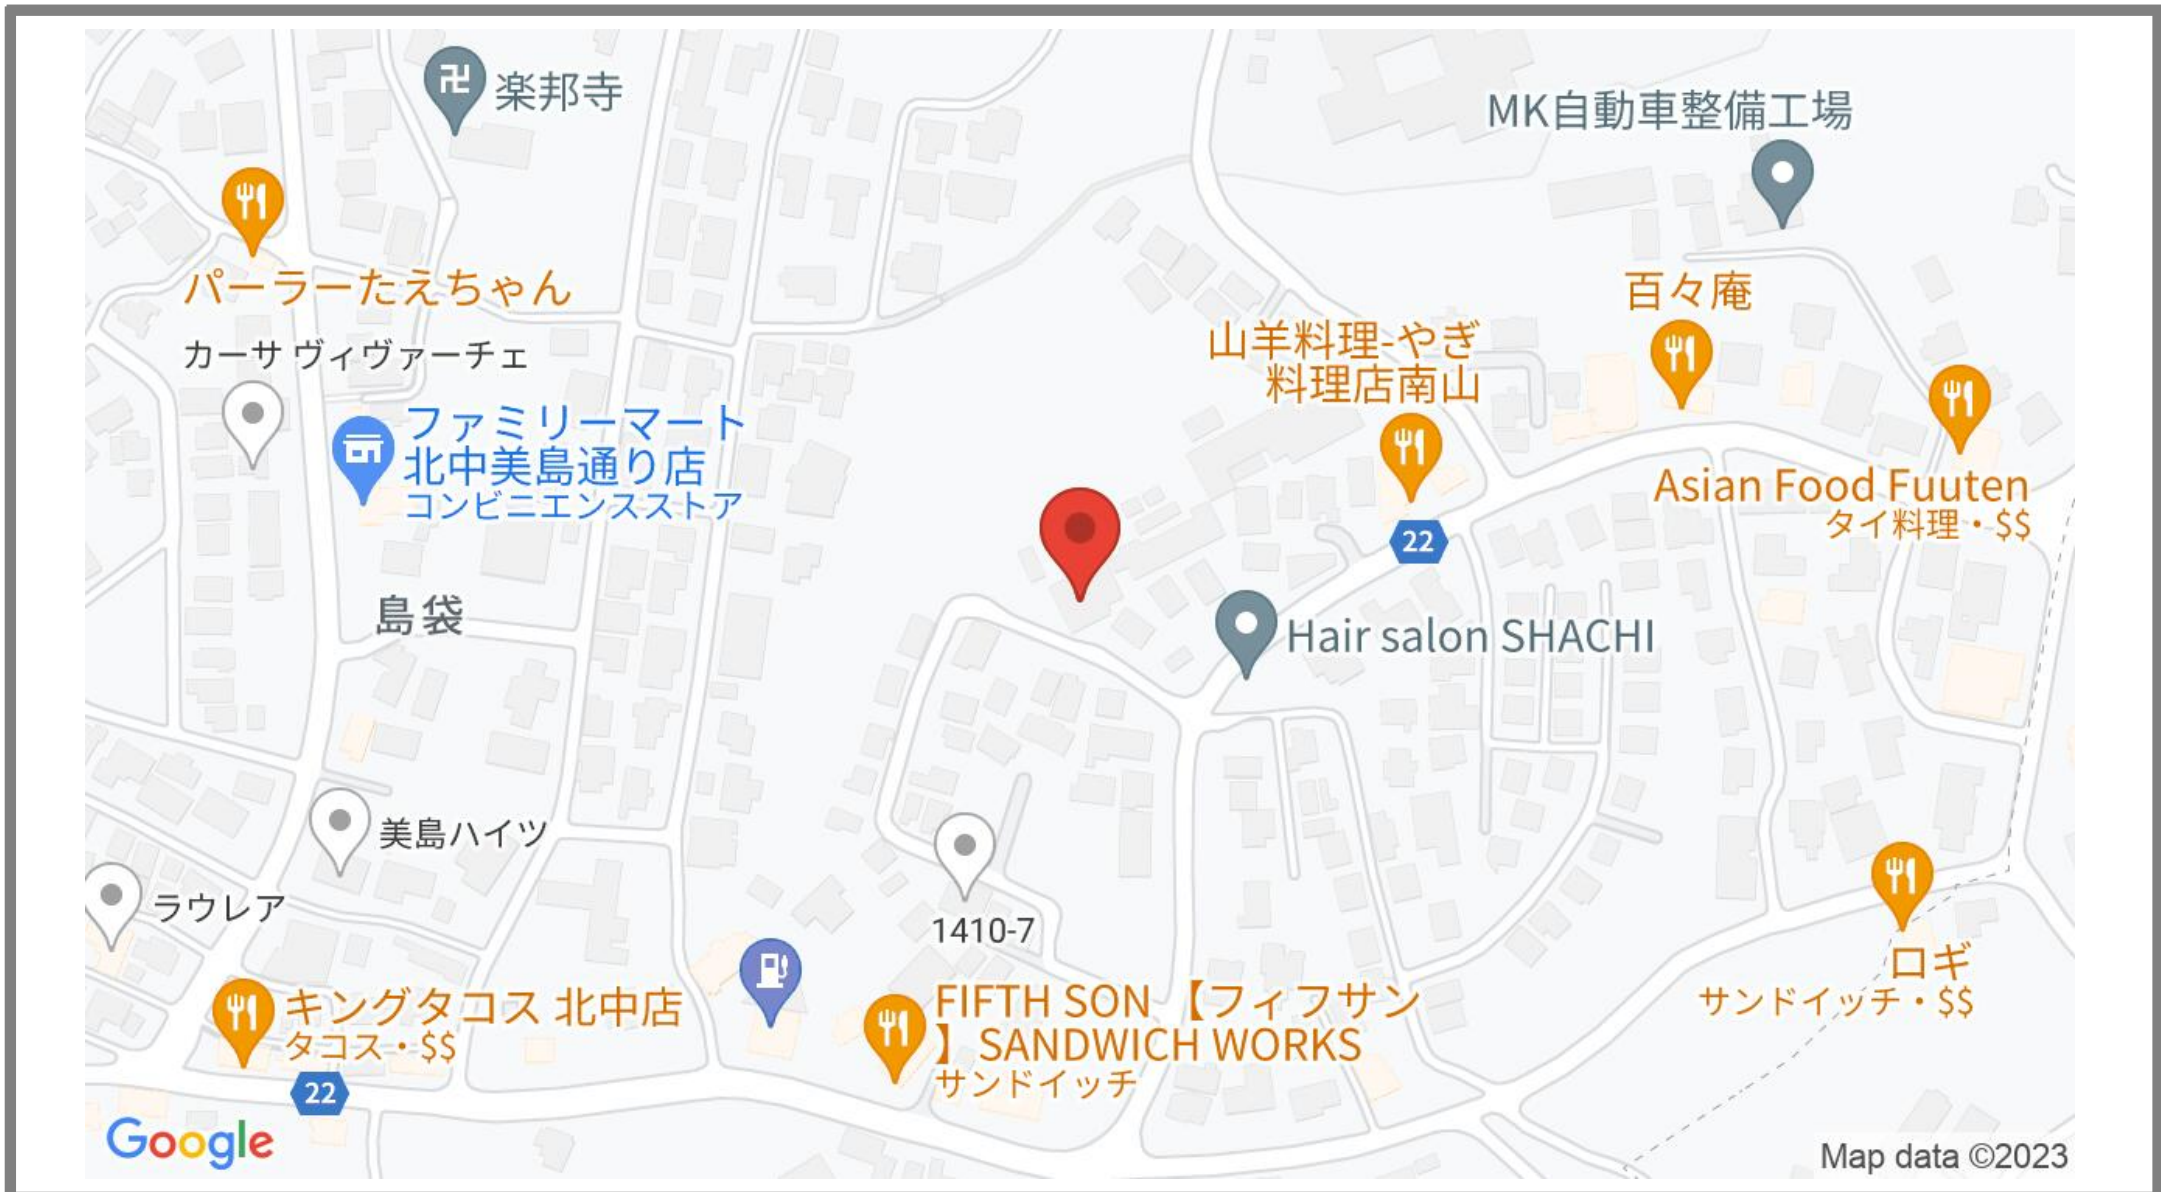 楽邦寺
MK自動車整備工場
パーラーたえちゃん
百々庵
山羊料理-やぎ
料理店南山
カーサ ヴィヴァーチェ
ファミリーマート
北中美島通り店
コンビニエンスストア
Asian Food Fuuten
タイ料理・$$
22
島袋
Hair salon SHACHI
美島ハイツ
ラウレア
1410-7
ロギ
サンドイッチ・$$
キングタコス 北中店
タコス・$$
FIFTH SON 【フィフサン
】 SANDWICH WORKS
サンドイッチ
22
Google
Map data ©2023